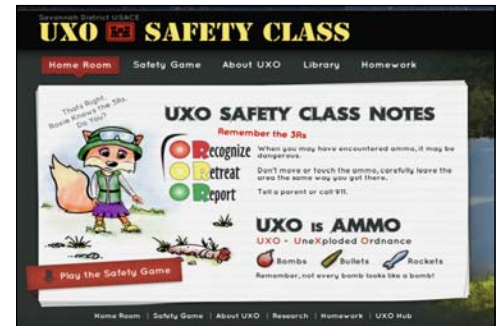 Savannah District USACE
UXO SAFETY CLASS
Home Room Safety Game About UXO Library Homework
Thats Right,
Rosie Knows the 3Rs.
Do You?
UXO SAFETY CLASS NOTES
Remember the 3Rs
Recognize When you may have encountered ammo, it may be
dangerous.
Retreat Don't move or touch the ammo, carefully leave the
area the same way you got there.
Report Tell a parent or call 911.
UXO IS AMMO
UXO - UneXploded Ordnance
Bombs Bullets Rockets
Remember, not every bomb looks like a bomb!
Play the Safety Game
Home Room | Safety Game | About UXO | Research | Homework | UXO Hub